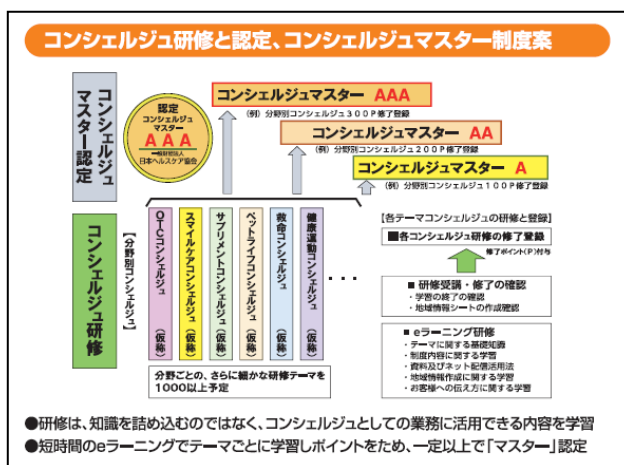 コンシェルジュ研修と認定、コンシェルジュマスター制度案
コンシェルジュ
マスター認定
認定
コンシェルジュ
マスター
AAA
一般財団法人
日本ヘルスケア協会
コンシェルジュマスター AAA
(例)分野別コンシェルジュ300P修了登録
コンシェルジュマスター AA
(例)分野別コンシェルジュ200P修了登録
コンシェルジュマスター A
(例)分野別コンシェルジュ100P修了登録
コンシェルジュ研修
【分野別コンシェルジュ】
OTCコンシェルジュ(仮称)
スマイルケアコンシェルジュ(仮称)
サプリメントコンシェルジュ(仮称)
ペットライフコンシェルジュ(仮称)
救命コンシェルジュ(仮称)
健康運動コンシェルジュ(仮称)
・・・
分野ごとの、さらに細かな研修テーマを
1000以上予定
【各テーマコンシェルジュの研修と登録】
■各コンシェルジュ研修の修了登録
修了ポイント(P)付与
■ 研修受講・修了の確認
・学習の終了の確認
・地域情報シートの作成確認
■ eラーニング研修
・テーマに関する基礎知識
・制度内容に関する学習
・資料及びネット配信活用法
・地域情報作成に関する学習
・お客様への伝え方に関する学習
●研修は、知識を詰め込むのではなく、コンシェルジュとしての業務に活用できる内容を学習
●短時間のeラーニングでテーマごとに学習しポイントをため、一定以上で「マスター」認定